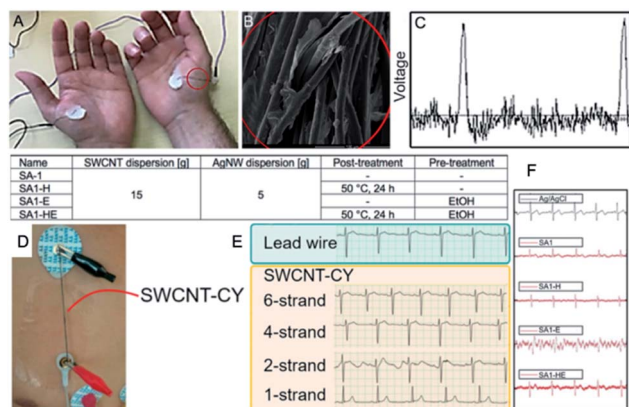 A
B
C
Voltage
Name SWCNT dispersion [g] AgNW dispersion [g] Post-treatment Pre-treatment
SA-1 - -
SA1-H 50 °C, 24 h -
15 5
SA1-E - EtOH
SA1-HE 50 °C, 24 h EtOH
D
SWCNT-CY
E
Lead wire
SWCNT-CY
6-strand
4-strand
2-strand
1-strand
F
Ag/AgCl
SA1
SA1-H
SA1-E
SA1-HE